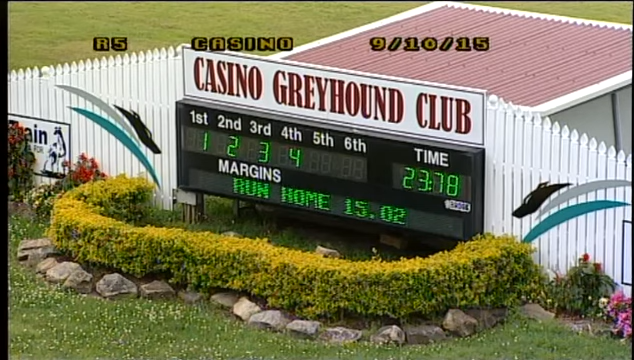 R5 CASINO 9/10/15
CASINO GREYHOUND CLUB
1st 2nd 3rd 4th 5th 6th
1 2 3 4
TIME
23:78
MARGINS
RUN HOME 15.02
ain